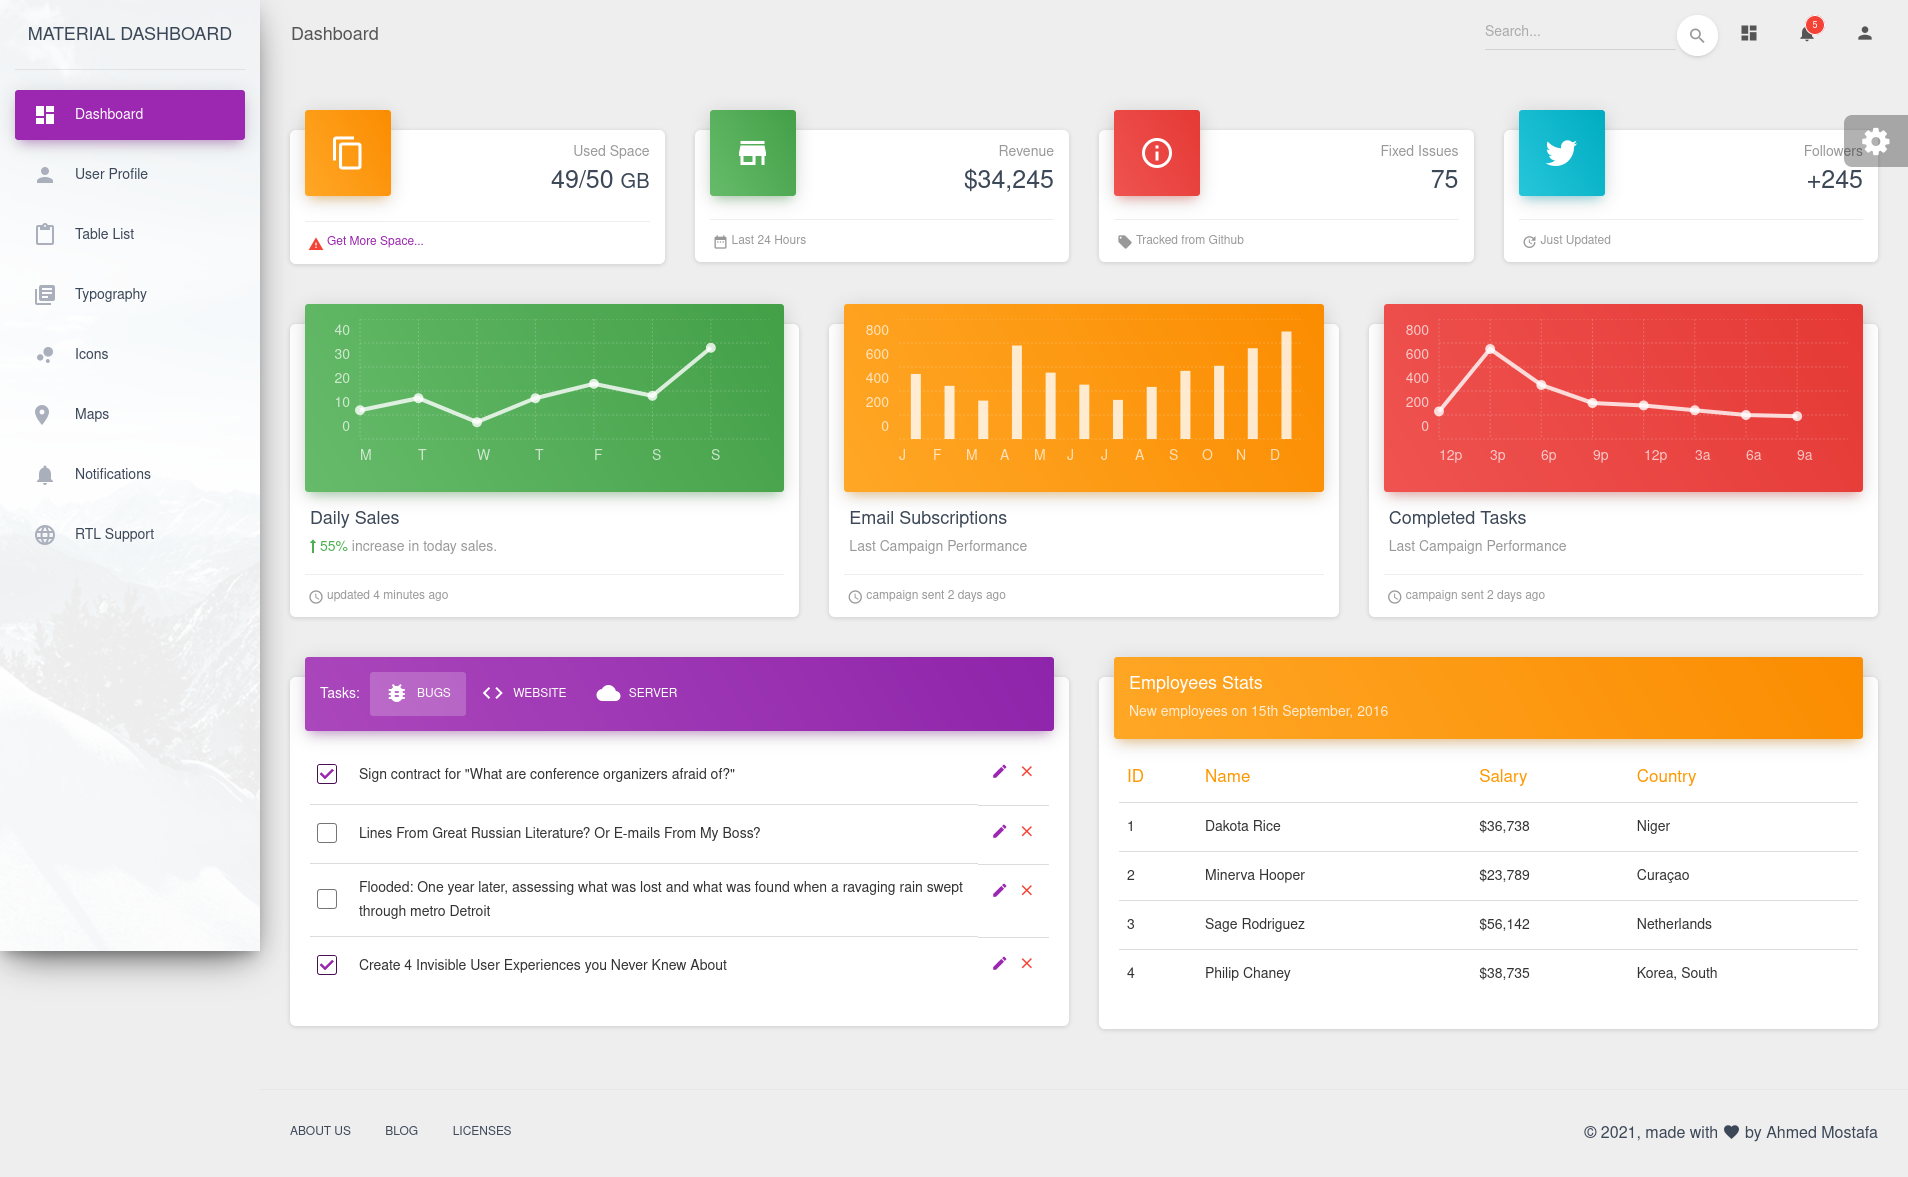 MATERIAL DASHBOARD
Dashboard
User Profile
Table List
Typography
Icons
Maps
Notifications
RTL Support
Dashboard
Search...
5
Used Space
49/50 GB
Get More Space...
Revenue
$34,245
Last 24 Hours
Fixed Issues
75
Tracked from Github
Followers
+245
Just Updated
40
30
20
10
0
M T W T F S S
Daily Sales
55% increase in today sales.
updated 4 minutes ago
800
600
400
200
0
J F M A M J J A S O N D
Email Subscriptions
Last Campaign Performance
campaign sent 2 days ago
800
600
400
200
0
12p 3p 6p 9p 12p 3a 6a 9a
Completed Tasks
Last Campaign Performance
campaign sent 2 days ago
Tasks: BUGS WEBSITE SERVER
Sign contract for "What are conference organizers afraid of?"
Lines From Great Russian Literature? Or E-mails From My Boss?
Flooded: One year later, assessing what was lost and what was found when a ravaging rain swept
through metro Detroit
Create 4 Invisible User Experiences you Never Knew About
Employees Stats
New employees on 15th September, 2016
ID Name Salary Country
1 Dakota Rice $36,738 Niger
2 Minerva Hooper $23,789 Curaçao
3 Sage Rodriguez $56,142 Netherlands
4 Philip Chaney $38,735 Korea, South
ABOUT US BLOG LICENSES
© 2021, made with by Ahmed Mostafa